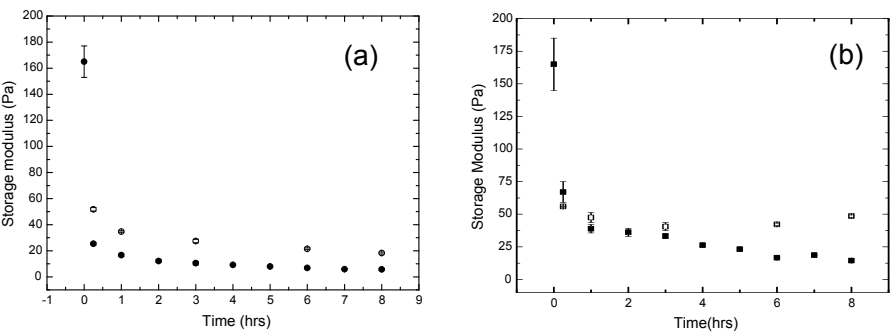 200
180
160
140
120
100
80
60
40
20
0
Storage modulus (Pa)
(a)
-1 0 1 2 3 4 5 6 7 8 9
Time (hrs)
200
175
150
125
100
75
50
25
0
Storage Modulus (Pa)
(b)
0 2 4 6 8
Time(hrs)